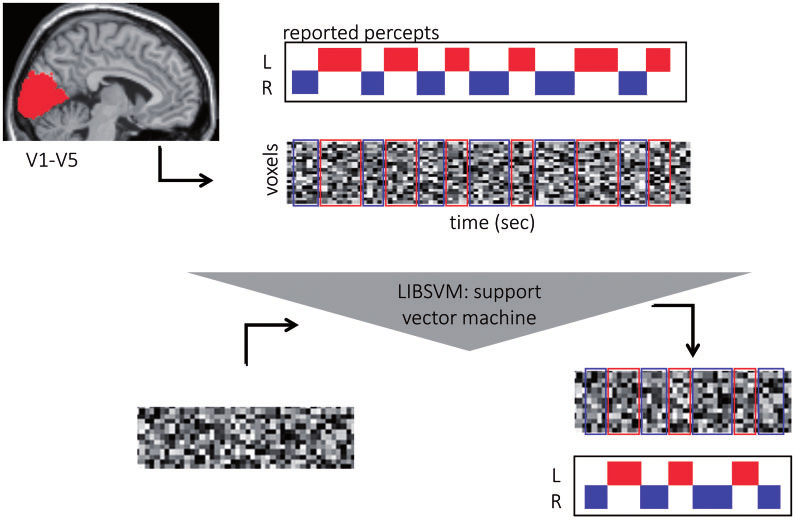 reported percepts
L
R
V1-V5
voxels
time (sec)
LIBSVM: support
vector machine
L
R